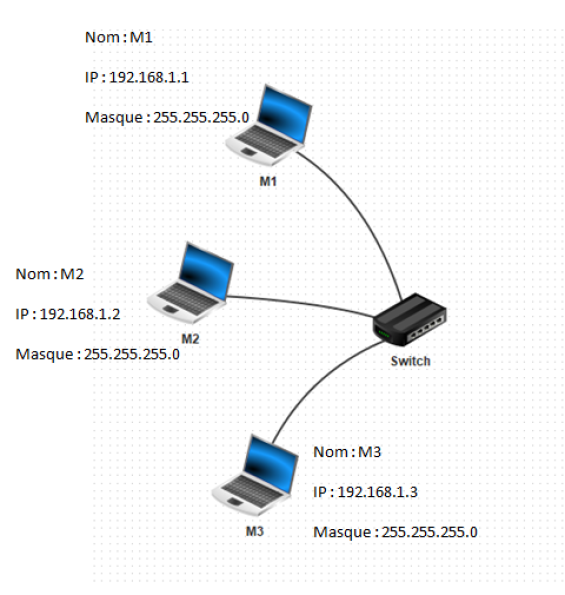 Nom : M1
IP : 192.168.1.1
Masque : 255.255.255.0
M1
Nom : M2
IP : 192.168.1.2
Masque : 255.255.255.0
M2
Switch
Nom : M3
IP : 192.168.1.3
Masque : 255.255.255.0
M3